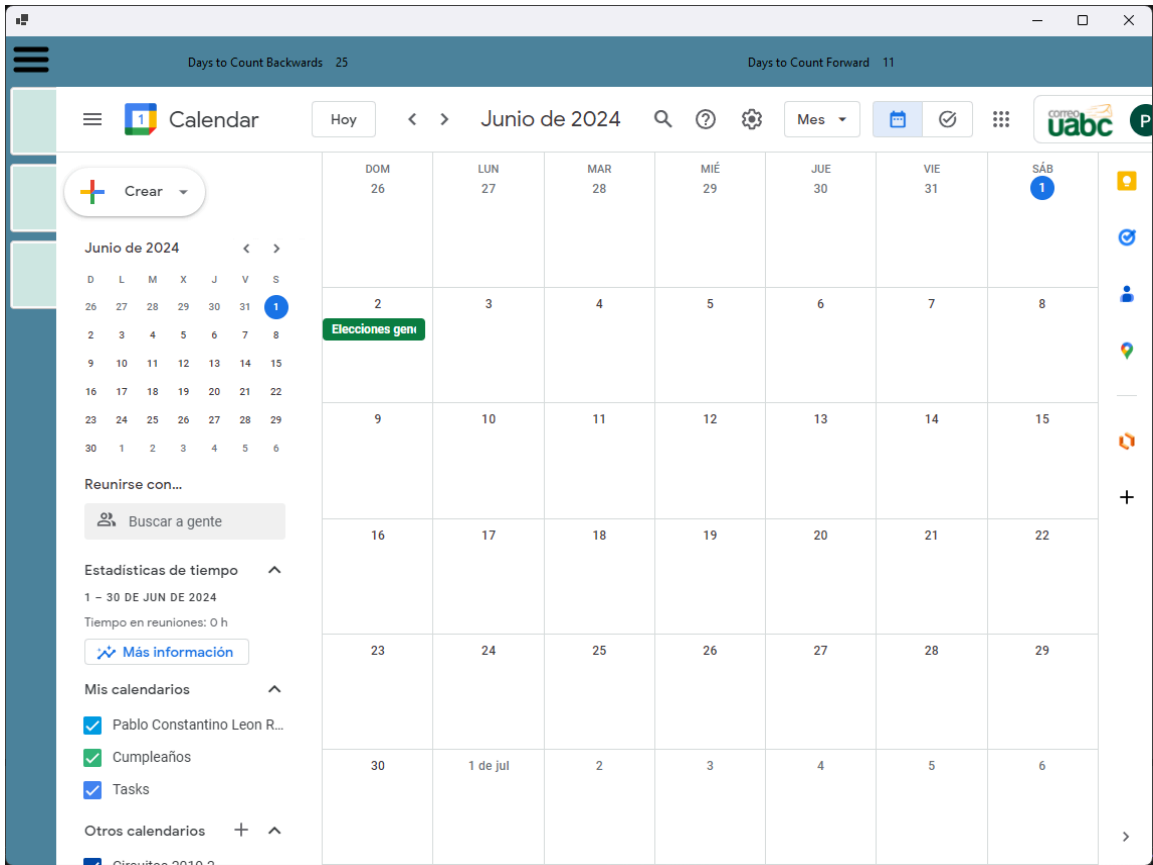 Days to Count Backwards 25 Days to Count Forward 11
1 Calendar Hoy Junio de 2024 Mes correo uabc P
Crear
Junio de 2024
D L M X J V S
26 27 28 29 30 31 1
2 3 4 5 6 7 8
9 10 11 12 13 14 15
16 17 18 19 20 21 22
23 24 25 26 27 28 29
30 1 2 3 4 5 6
Reunirse con...
Buscar a gente
Estadísticas de tiempo
1 – 30 DE JUN DE 2024
Tiempo en reuniones: 0 h
Más información
Mis calendarios
Pablo Constantino Leon R...
Cumpleaños
Tasks
Otros calendarios
Circuitos 2019-2
DOM LUN MAR MIÉ JUE VIE SÁB
26 27 28 29 30 31 1
2 3 4 5 6 7 8
Elecciones gene
9 10 11 12 13 14 15
16 17 18 19 20 21 22
23 24 25 26 27 28 29
30 1 de jul 2 3 4 5 6